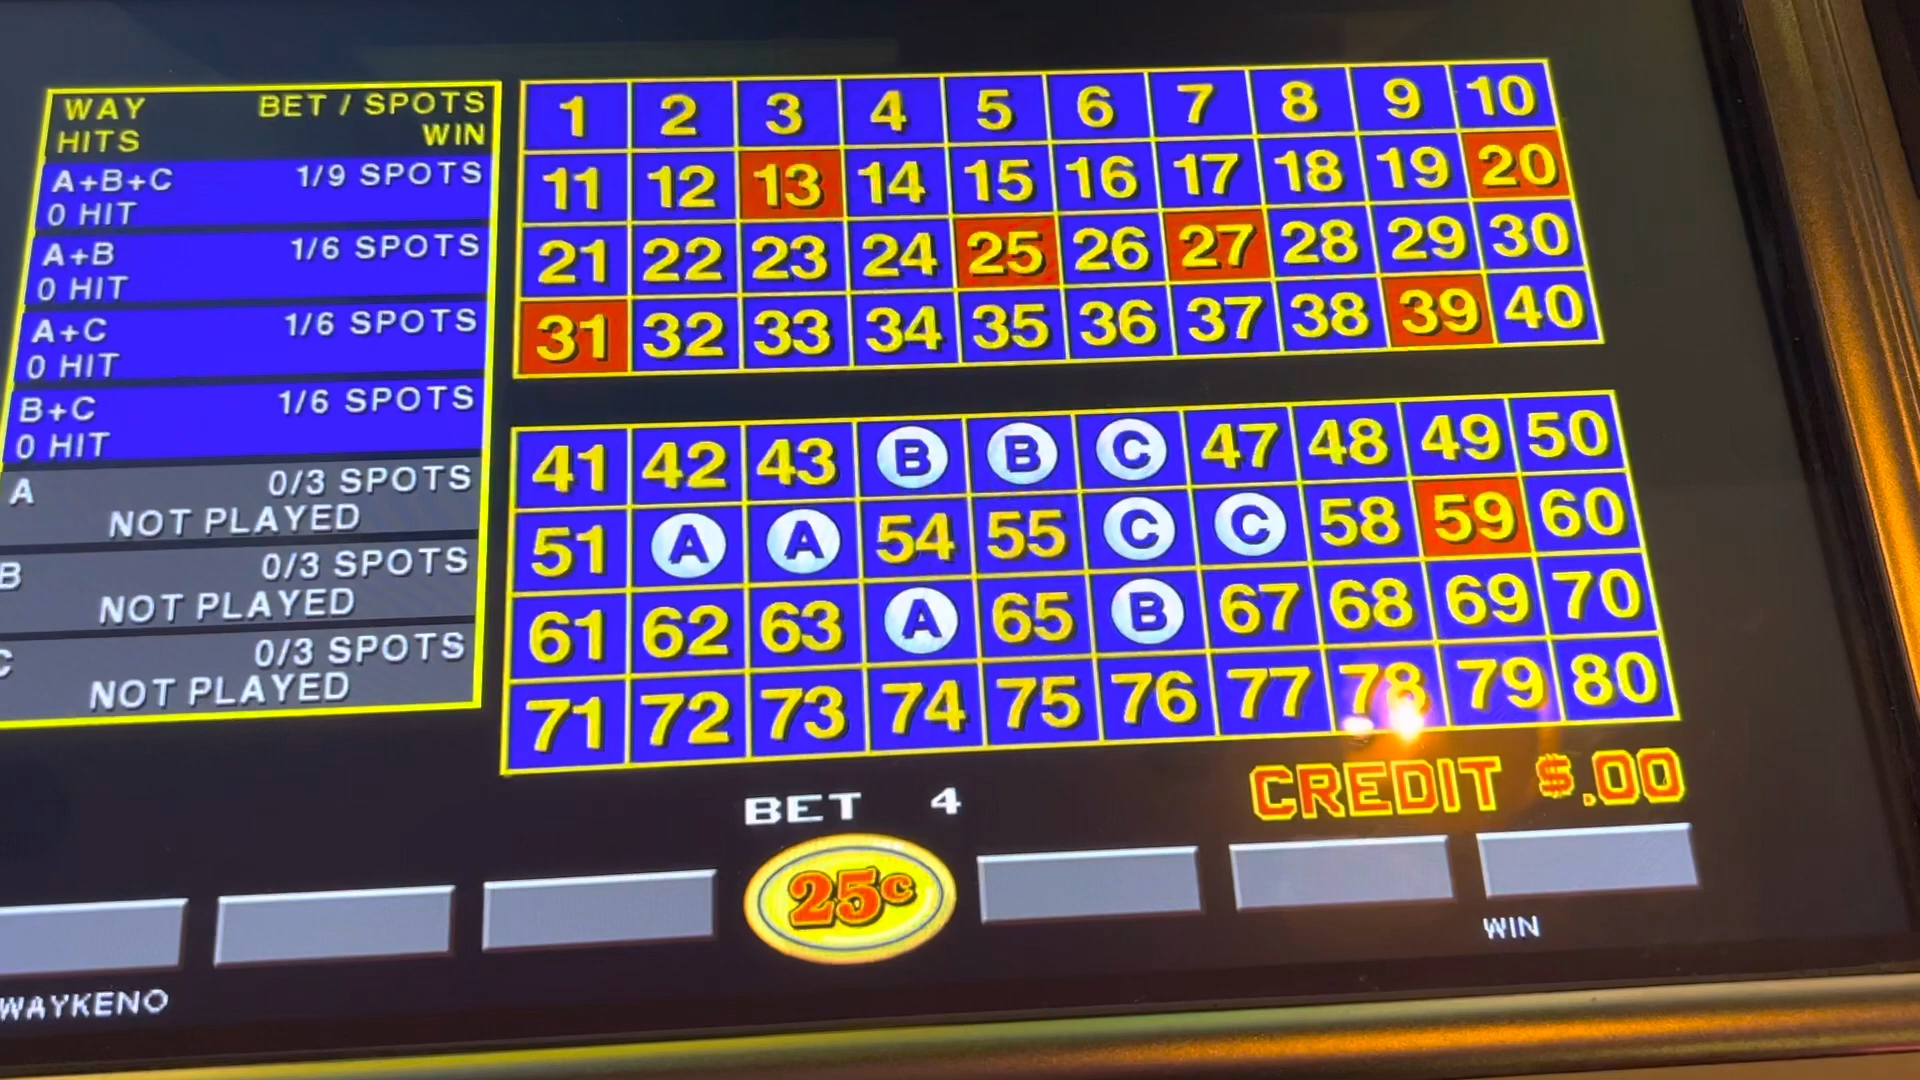 WAY BET / SPOTS
HITS WIN
A+B+C 1/9 SPOTS
0 HIT
A+B 1/6 SPOTS
0 HIT
A+C 1/6 SPOTS
0 HIT
B+C 1/6 SPOTS
0 HIT
A 0/3 SPOTS
NOT PLAYED
B 0/3 SPOTS
NOT PLAYED
C 0/3 SPOTS
NOT PLAYED
1 2 3 4 5 6 7 8 9 10
11 12 13 14 15 16 17 18 19 20
21 22 23 24 25 26 27 28 29 30
31 32 33 34 35 36 37 38 39 40
41 42 43 B B C 47 48 49 50
51 A A 54 55 C C 58 59 60
61 62 63 A 65 B 67 68 69 70
71 72 73 74 75 76 77 78 79 80
BET 4
CREDIT $.00
25¢
WIN
WAYKENO